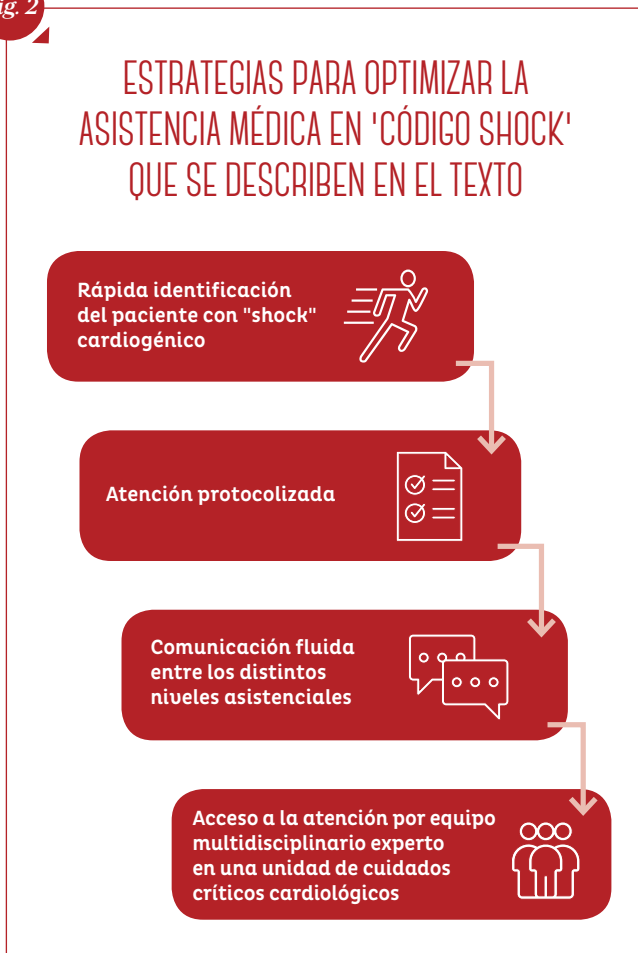 ig. 2
ESTRATEGIAS PARA OPTIMIZAR LA
ASISTENCIA MÉDICA EN 'CÓDIGO SHOCK'
QUE SE DESCRIBEN EN EL TEXTO
Rápida identificación
del paciente con "shock"
cardiogénico
Atención protocolizada
Comunicación fluida
entre los distintos
niveles asistenciales
Acceso a la atención por equipo
multidisciplinario experto
en una unidad de cuidados
críticos cardiológicos